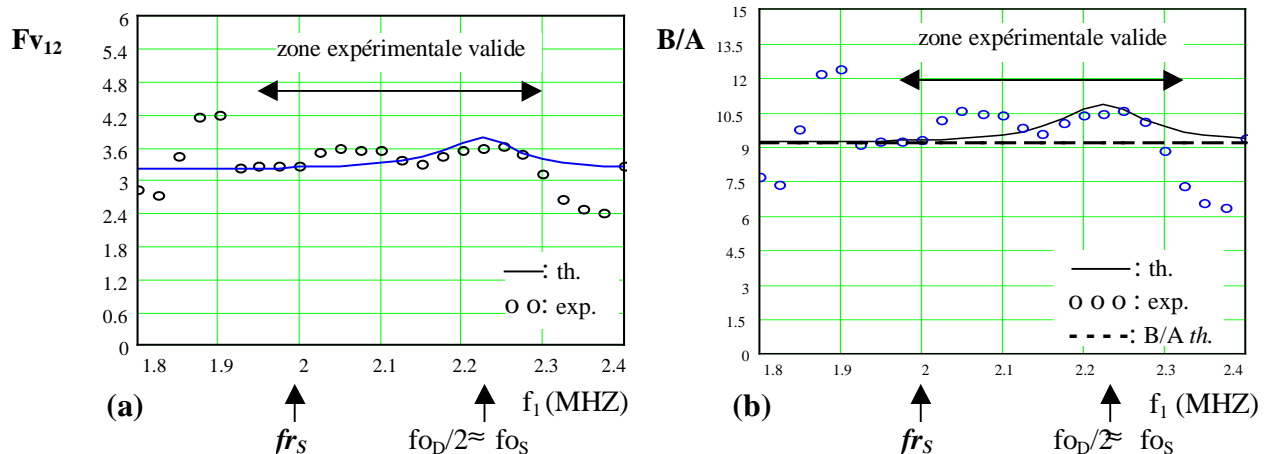 Fv₁₂
6
5.4
4.8
4.2
3.6
3
2.4
1.8
1.2
0.6
0
zone expérimentale valide
: th.
o o: exp.
1.8 1.9 2 2.1 2.2 2.3 2.4
(a)
f₁ (MHZ)
frₛ
fo_D/2≈ foₛ
B/A
15
13.5
12
10.5
9
7.5
6
4.5
3
1.5
0
zone expérimentale valide
: th.
o o o: exp.
: B/A th.
1.8 1.9 2 2.1 2.2 2.3 2.4
(b)
f₁ (MHZ)
frₛ
fo_D/2≈ foₛ